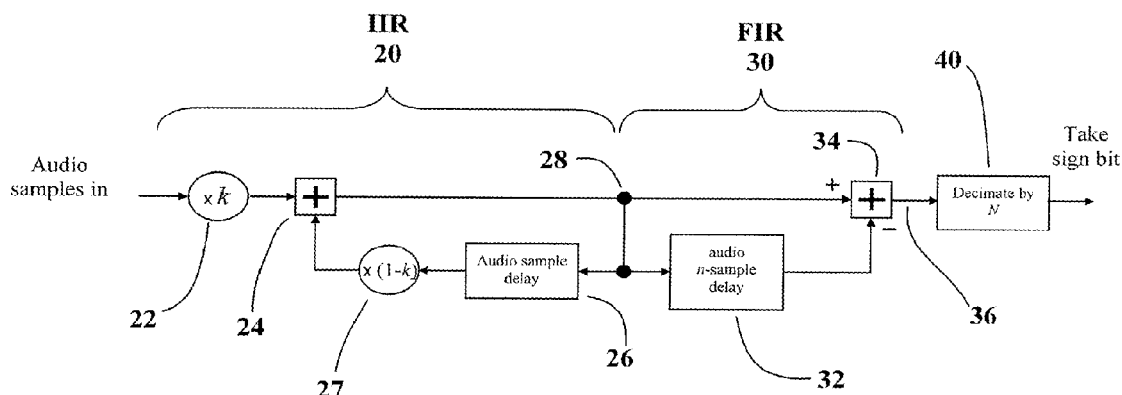 IIR
20
FIR
30
40
Audio
samples in
28
34
Take
sign bit
× k
+
+
+
Decimate by
N
−
× (1-k)
Audio sample
delay
audio
n-sample
delay
22
24
27
26
32
36